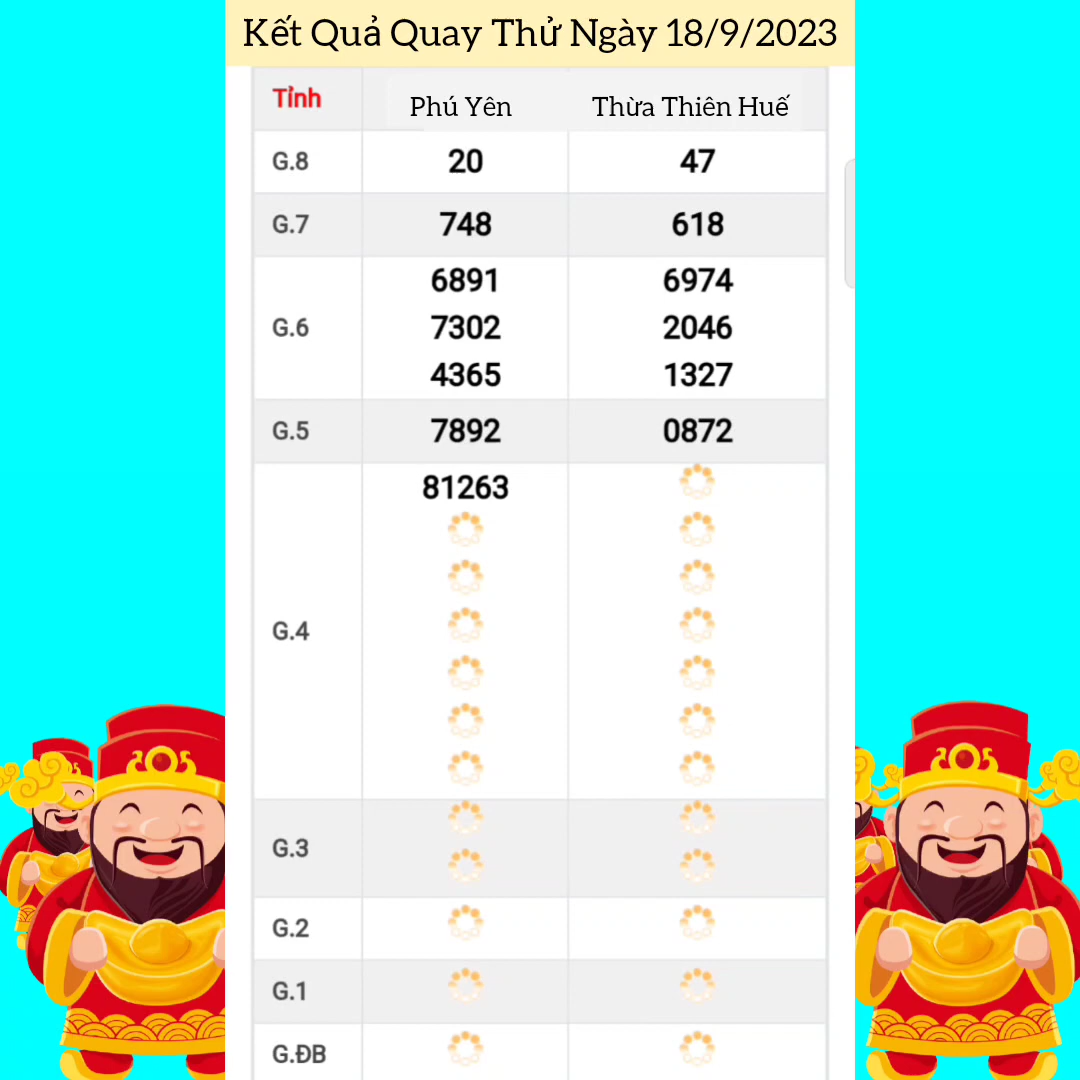 Kết Quả Quay Thử Ngày 18/9/2023
Tỉnh Phú Yên Thừa Thiên Huế
G.8 20 47
G.7 748 618
6891 6974
G.6 7302 2046
4365 1327
G.5 7892 0872
81263
G.4
G.3
G.2
G.1
G.ĐB